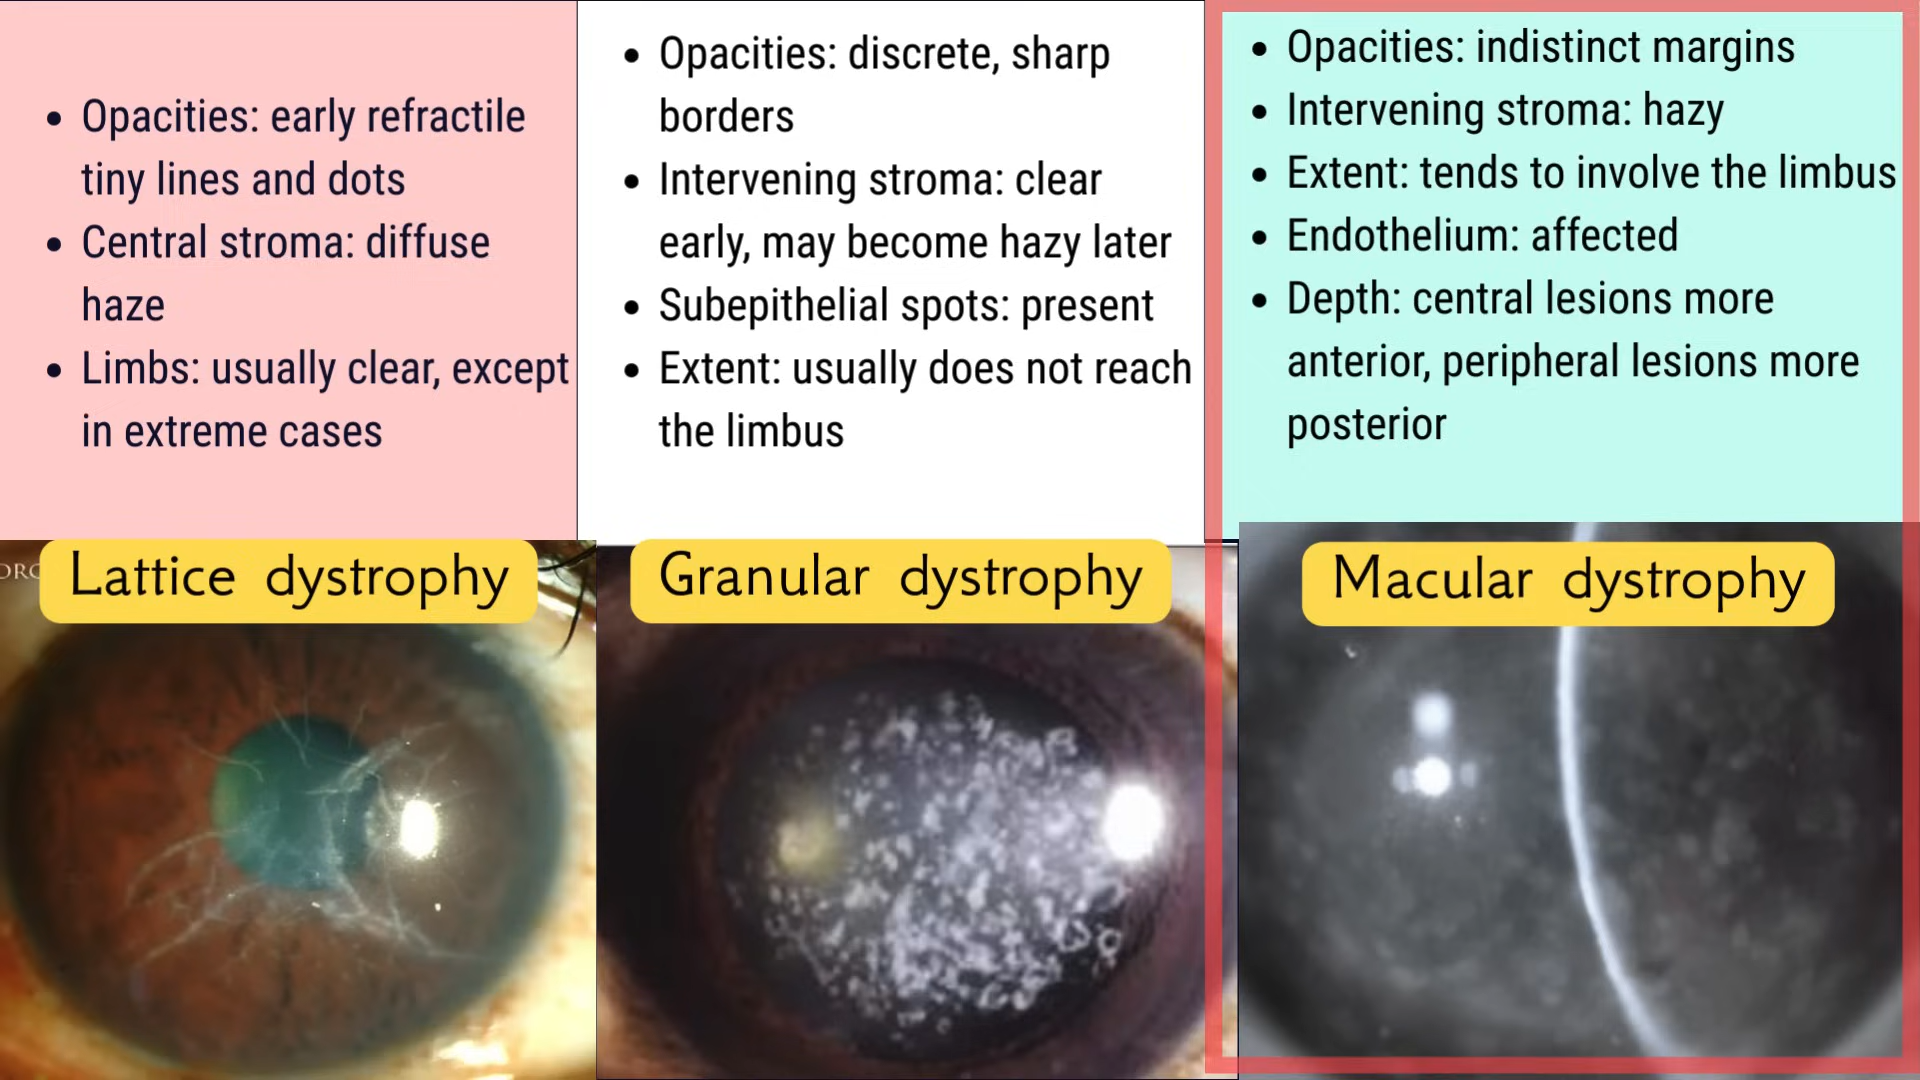 • Opacities: early refractile
tiny lines and dots
• Central stroma: diffuse
haze
• Limbs: usually clear, except
in extreme cases
• Opacities: discrete, sharp
borders
• Intervening stroma: clear
early, may become hazy later
• Subepithelial spots: present
• Extent: usually does not reach
the limbus
• Opacities: indistinct margins
• Intervening stroma: hazy
• Extent: tends to involve the limbus
• Endothelium: affected
• Depth: central lesions more
anterior, peripheral lesions more
posterior
Lattice dystrophy
Granular dystrophy
Macular dystrophy